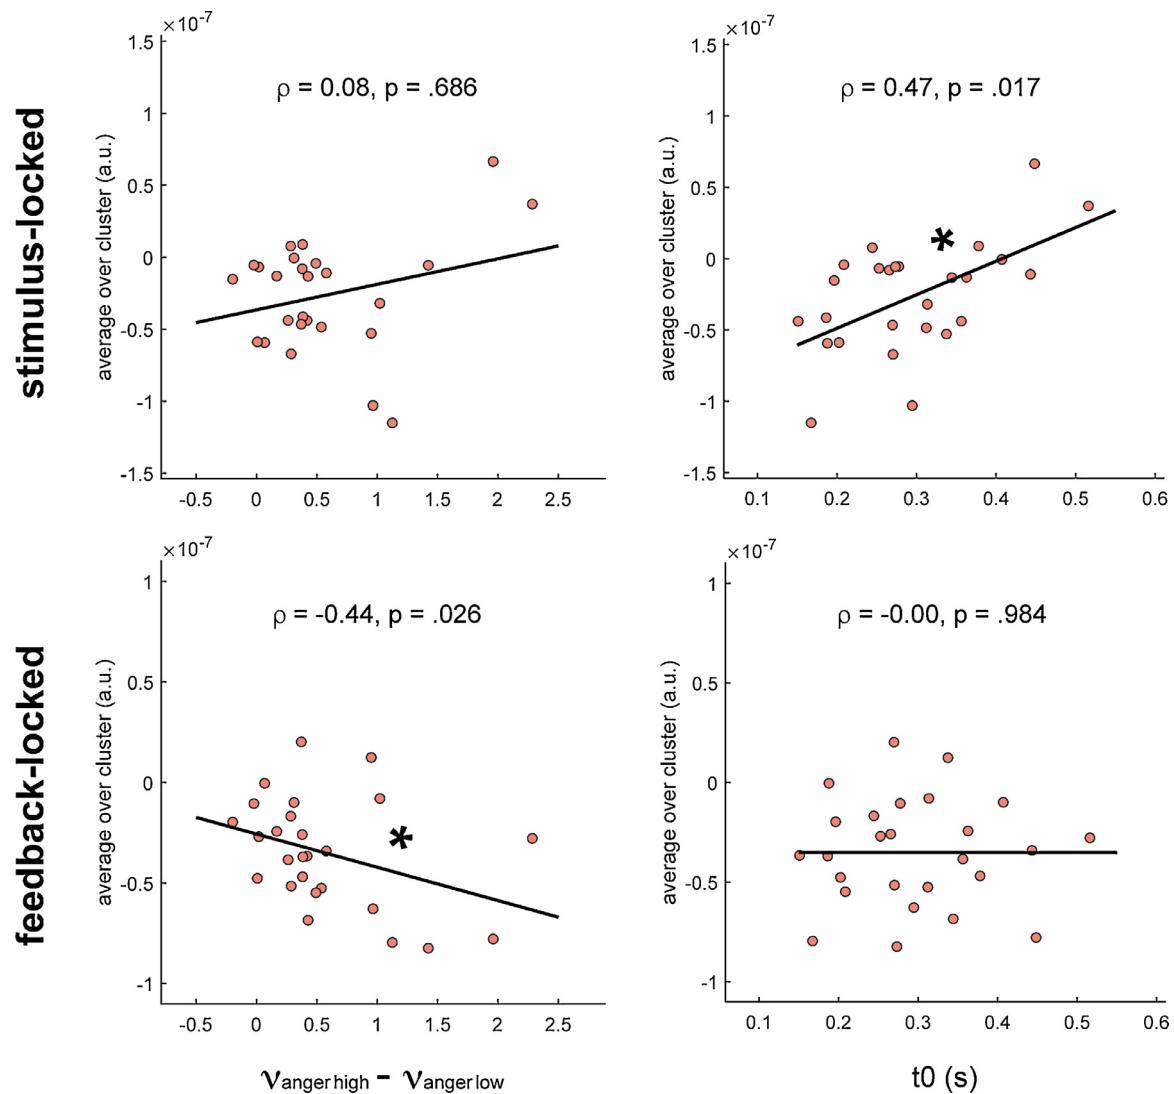 stimulus-locked
×10-7
ρ = 0.08, p = .686
average over cluster (a.u.)
1.5
1
0.5
0
-0.5
-1
-1.5
-0.5 0 0.5 1 1.5 2 2.5
×10-7
ρ = 0.47, p = .017
*
average over cluster (a.u.)
1.5
1
0.5
0
-0.5
-1
-1.5
0.1 0.2 0.3 0.4 0.5 0.6
feedback-locked
×10-7
ρ = -0.44, p = .026
*
average over cluster (a.u.)
1
0.5
0
-0.5
-1
-0.5 0 0.5 1 1.5 2 2.5
ν anger high - ν anger low
×10-7
ρ = -0.00, p = .984
average over cluster (a.u.)
1
0.5
0
-0.5
-1
0.1 0.2 0.3 0.4 0.5 0.6
t0 (s)